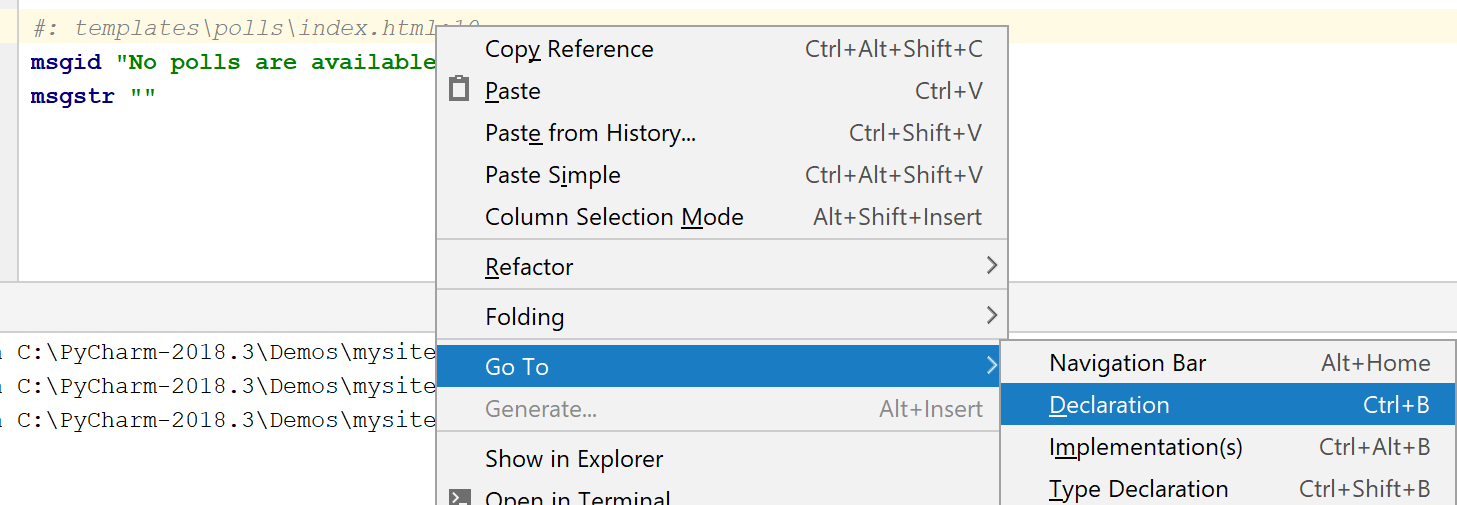 #: templates\polls\index.html:10
msgid "No polls are available
msgstr ""
Copy Reference Ctrl+Alt+Shift+C
Paste Ctrl+V
Paste from History... Ctrl+Shift+V
Paste Simple Ctrl+Alt+Shift+V
Column Selection Mode Alt+Shift+Insert
Refactor
Folding
Go To
Generate... Alt+Insert
Show in Explorer
Open in Terminal
C:\PyCharm-2018.3\Demos\mysite
C:\PyCharm-2018.3\Demos\mysite
C:\PyCharm-2018.3\Demos\mysite
Navigation Bar Alt+Home
Declaration Ctrl+B
Implementation(s) Ctrl+Alt+B
Type Declaration Ctrl+Shift+B